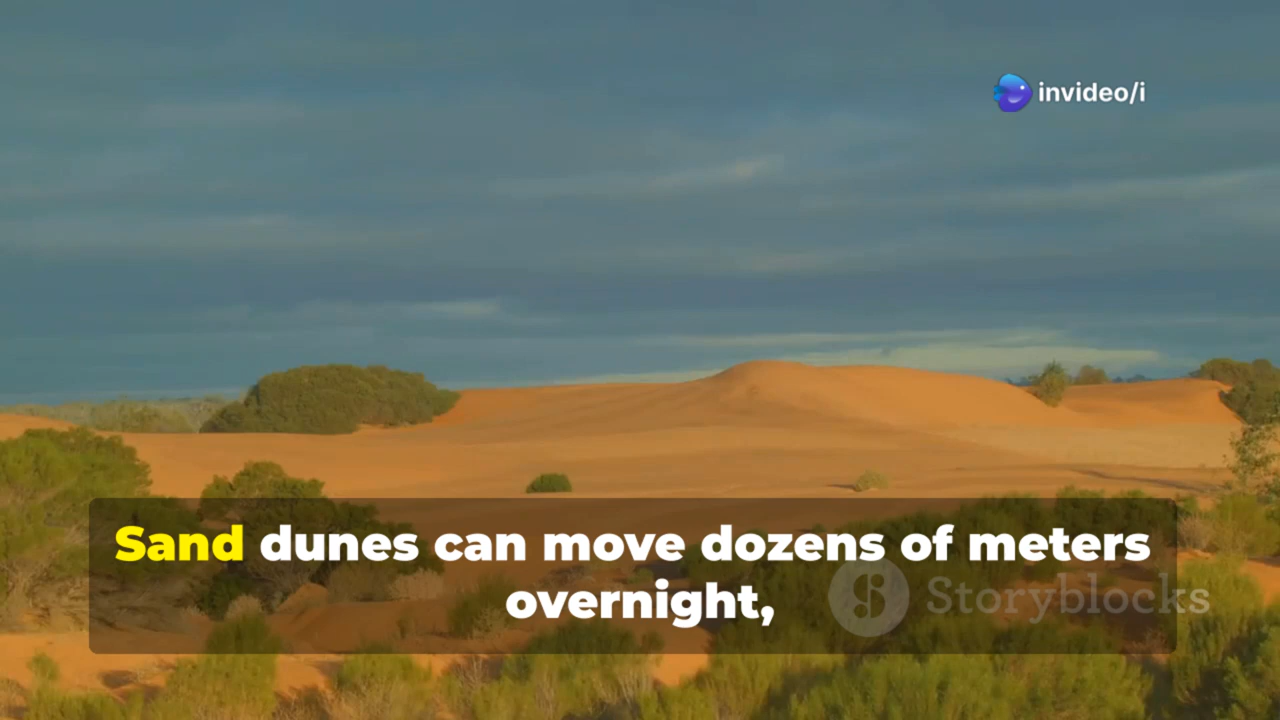 invideo/i
Sand dunes can move dozens of meters
overnight,
Storyblocks